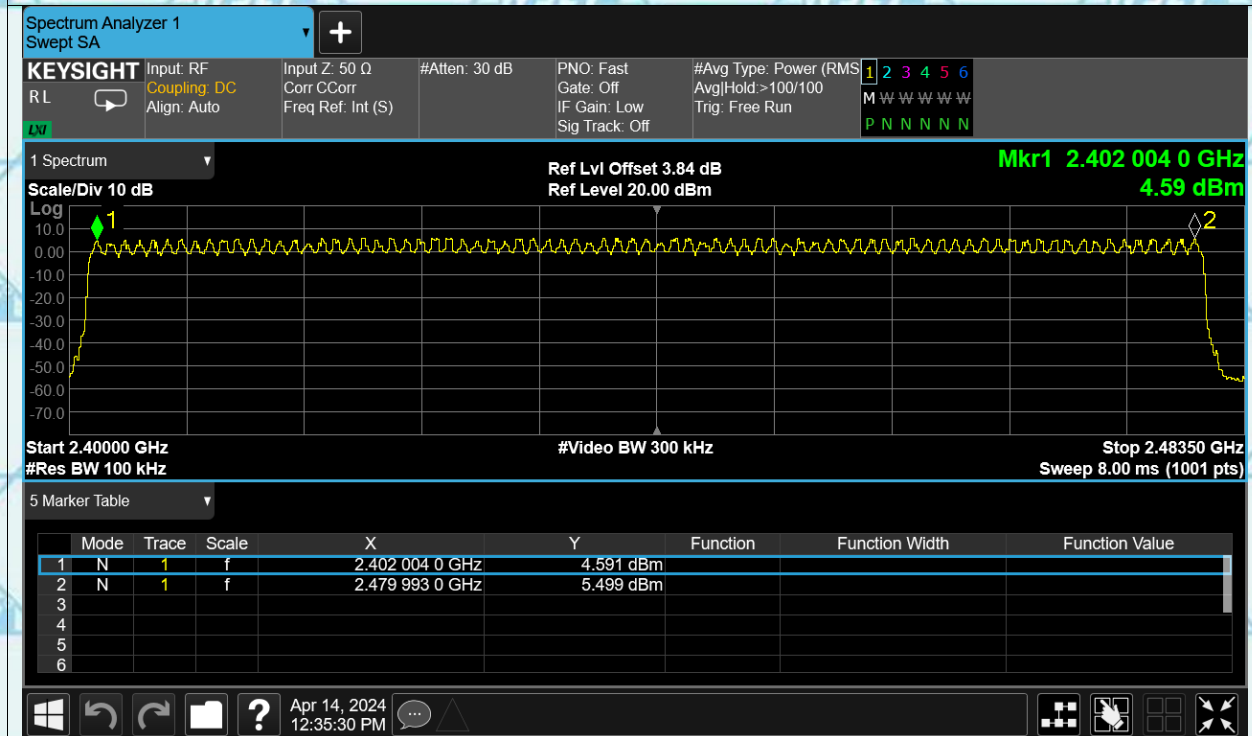 Spectrum Analyzer 1
Swept SA
+
KEYSIGHT
RL
LXI
Input: RF
Coupling: DC
Align: Auto
Input Z: 50 Ω
Corr CCorr
Freq Ref: Int (S)
#Atten: 30 dB
PNO: Fast
Gate: Off
IF Gain: Low
Sig Track: Off
#Avg Type: Power (RMS
Avg|Hold:>100/100
Trig: Free Run
1 2 3 4 5 6
M W W W W W
P N N N N N
1 Spectrum
Scale/Div 10 dB
Ref Lvl Offset 3.84 dB
Ref Level 20.00 dBm
Mkr1 2.402 004 0 GHz
4.59 dBm
Log
1
2
10.0
0.00
-10.0
-20.0
-30.0
-40.0
-50.0
-60.0
-70.0
Start 2.40000 GHz
#Res BW 100 kHz
#Video BW 300 kHz
Stop 2.48350 GHz
Sweep 8.00 ms (1001 pts)
5 Marker Table
Mode Trace Scale X Y Function Function Width Function Value
1 N 1 f 2.402 004 0 GHz 4.591 dBm
2 N 1 f 2.479 993 0 GHz 5.499 dBm
3
4
5
6
?
Apr 14, 2024
12:35:30 PM